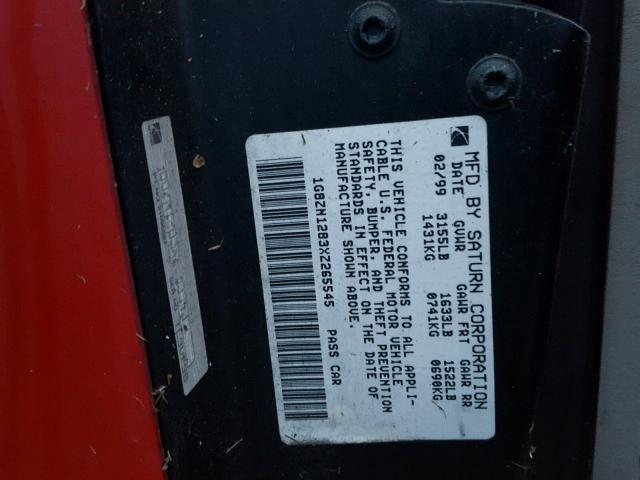 MFD BY SATURN CORPORATION
DATE GVWR GAWR FRT GAWR RR
02/99 3155LB 1633LB 1522LB
1431KG 0741KG 0690KG
THIS VEHICLE CONFORMS TO ALL APPLI-
CABLE U.S. FEDERAL MOTOR VEHICLE
SAFETY, BUMPER, AND THEFT PREVENTION
STANDARDS IN EFFECT ON THE DATE OF
MANUFACTURE SHOWN ABOVE.
1G8ZN1283XZ265545 PASS CAR